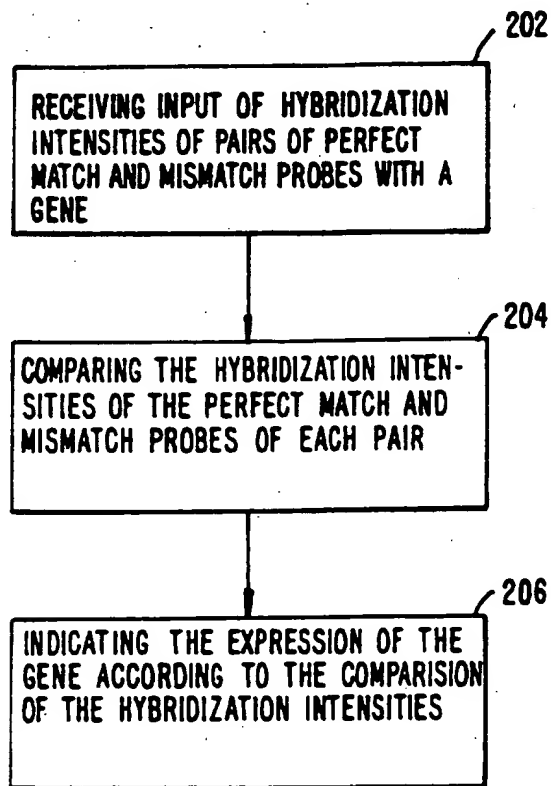 202
RECEIVING INPUT OF HYBRIDIZATION
INTENSITIES OF PAIRS OF PERFECT
MATCH AND MISMATCH PROBES WITH A
GENE
204
COMPARING THE HYBRIDIZATION INTEN-
SITIES OF THE PERFECT MATCH AND
MISMATCH PROBES OF EACH PAIR
206
INDICATING THE EXPRESSION OF THE
GENE ACCORDING TO THE COMPARISION
OF THE HYBRIDIZATION INTENSITIES